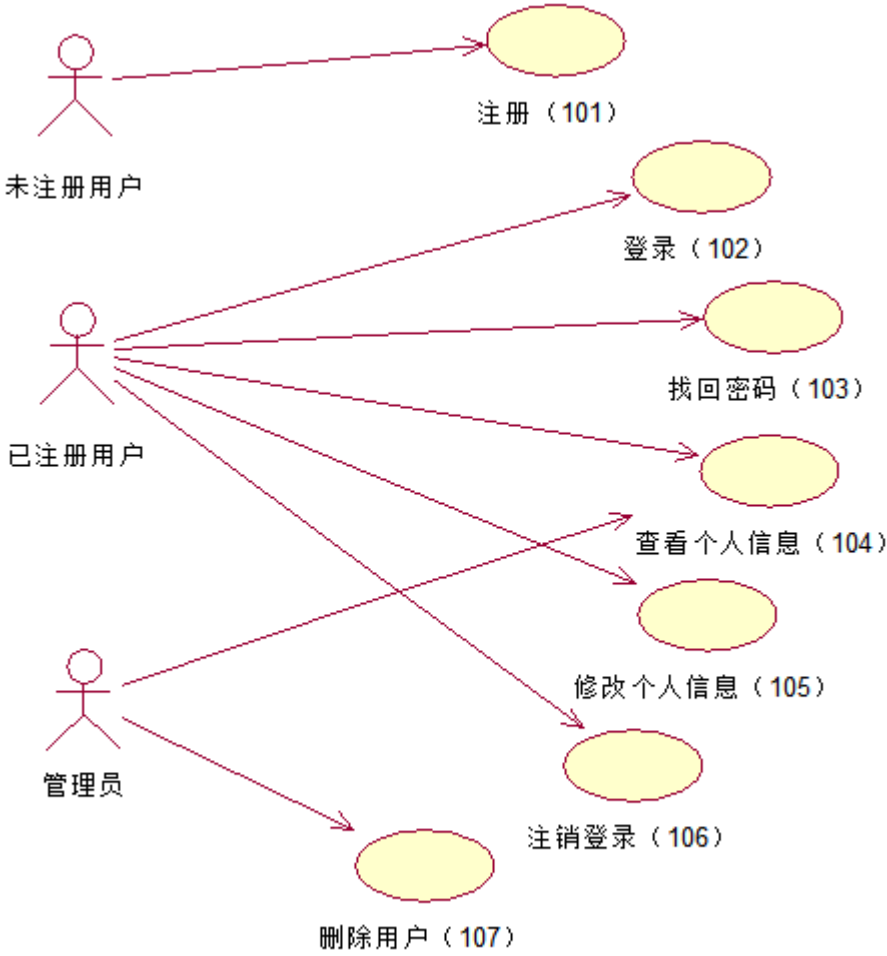 注册（101）
未注册用户
登录（102）
找回密码（103）
已注册用户
查看个人信息（104）
修改个人信息（105）
管理员
注销登录（106）
删除用户（107）